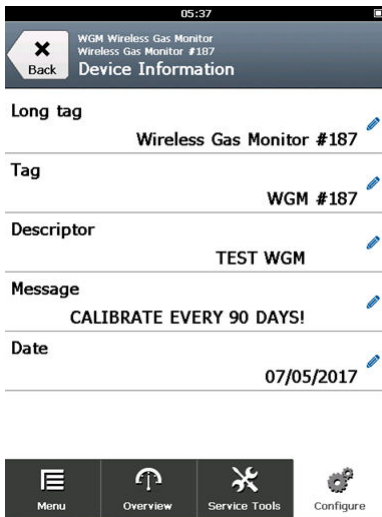 05:37
WGM Wireless Gas Monitor
Wireless Gas Monitor #187
Back
Device Information
Long tag
Wireless Gas Monitor #187
Tag
WGM #187
Descriptor
TEST WGM
Message
CALIBRATE EVERY 90 DAYS!
Date
07/05/2017
Menu
Overview
Service Tools
Configure